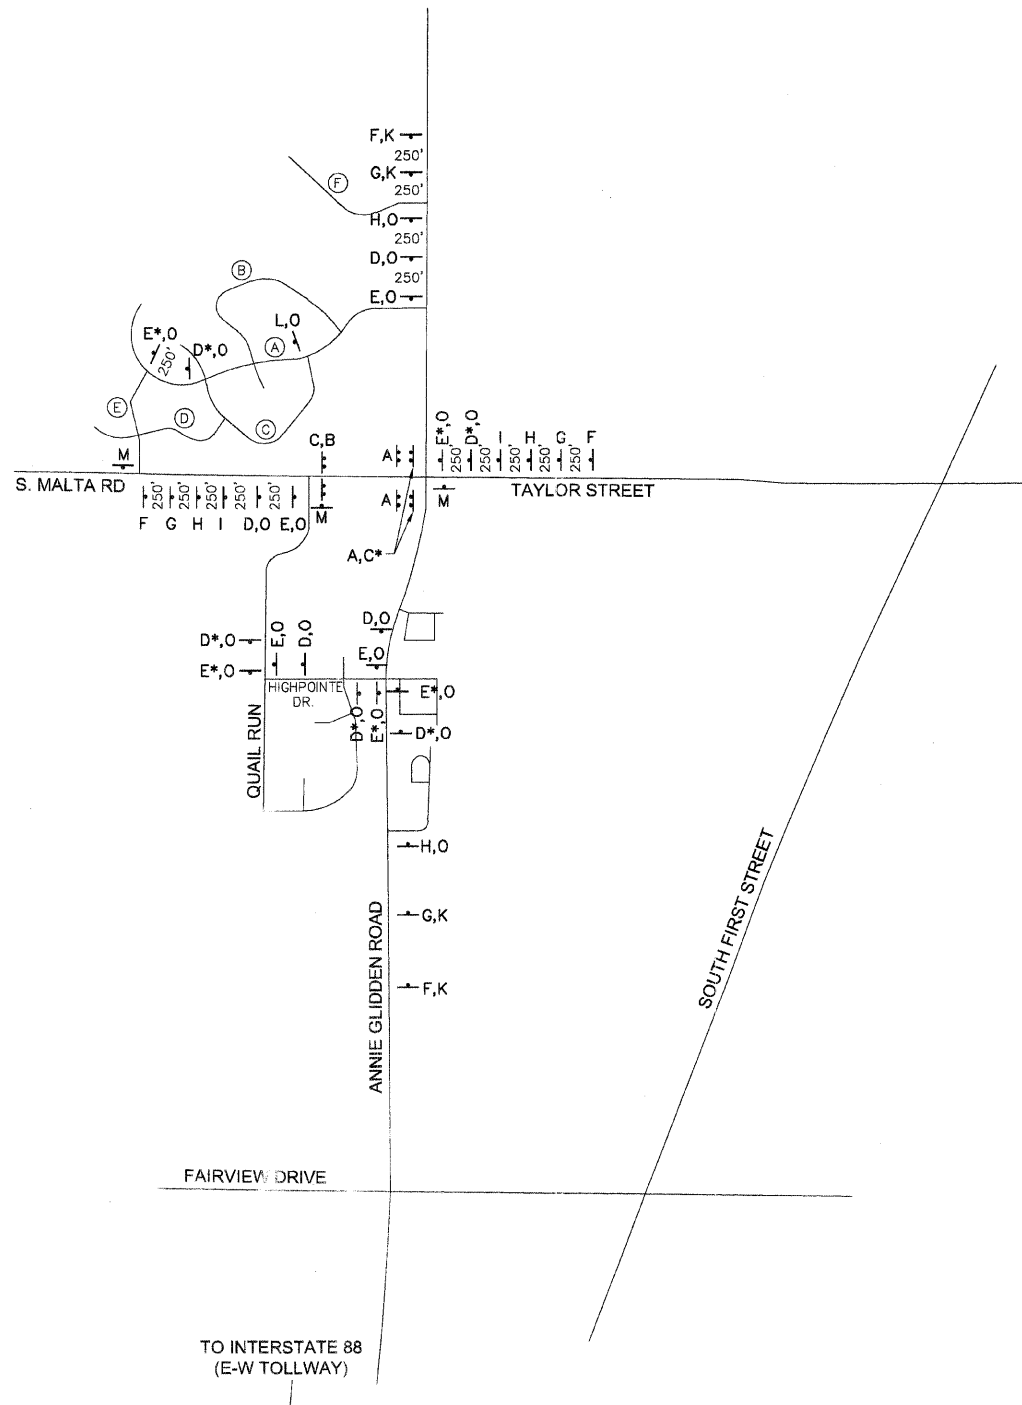 F,K
250'
G,K
F
250'
H,O
250'
D,O
250'
B
E,O
L,O
E*,O
A
D*,O
250'
E
D
C
C,B
A
E*,O
D*,O
I
H
G
F
250'
250'
250'
250'
250'
M
S. MALTA RD
TAYLOR STREET
250'
250'
250'
250'
250'
A
M
M
F
G
H
I
D,O
E,O
A,C*
D,O
D*,O
E,O
D,O
E,O
E*,O
HIGHPOINTE
DR.
E*,O
D*,O
E*,O
D*,O
QUAIL RUN
H,O
G,K
F,K
ANNIE GLIDDEN ROAD
SOUTH FIRST STREET
FAIRVIEW DRIVE
TO INTERSTATE 88
(E-W TOLLWAY)